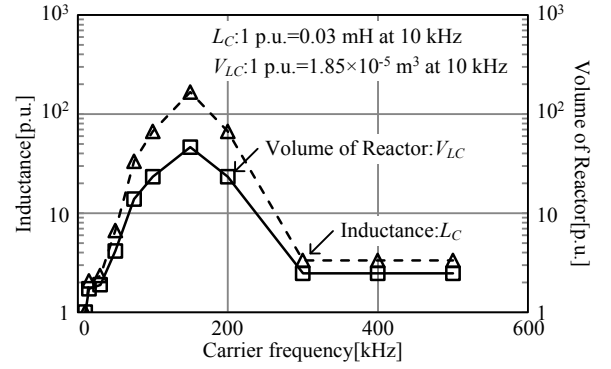 L_C:1 p.u.=0.03 mH at 10 kHz
V_LC:1 p.u.=1.85×10⁻⁵ m³ at 10 kHz
Volume of Reactor:V_LC
Inductance:L_C
Inductance[p.u.]
10³
10²
10
1
Volume of Reactor[p.u.]
10³
10²
10
1
0 200 400 600
Carrier frequency[kHz]